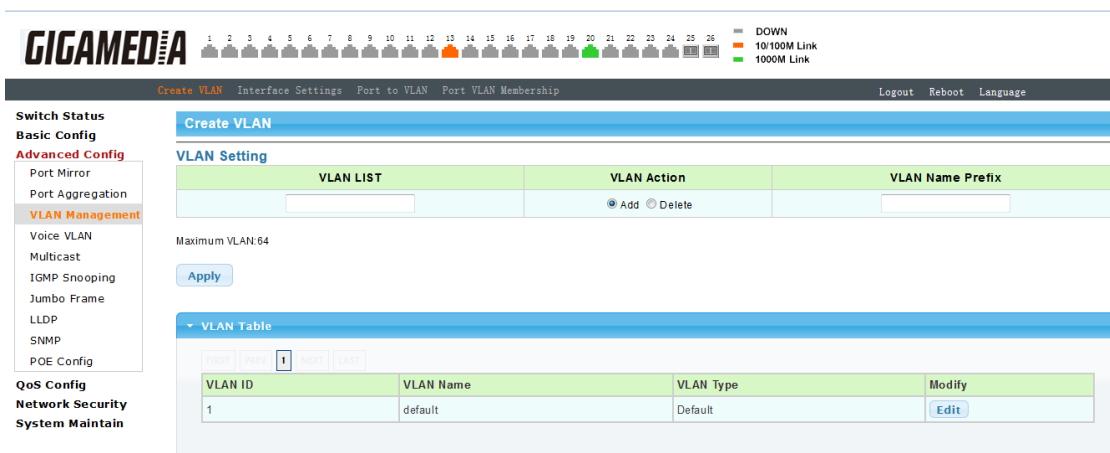 GIGAMEDIA
1 2 3 4 5 6 7 8 9 10 11 12 13 14 15 16 17 18 19 20 21 22 23 24 25 26
DOWN
10/100M Link
1000M Link
Create VLAN Interface Settings Port to VLAN Port VLAN Membership Logout Reboot Language
Switch Status
Basic Config
Advanced Config
Port Mirror
Port Aggregation
VLAN Management
Voice VLAN
Multicast
IGMP Snooping
Jumbo Frame
LLDP
SNMP
POE Config
QoS Config
Network Security
System Maintain
Create VLAN
VLAN Setting
VLAN LIST VLAN Action VLAN Name Prefix
Add Delete
Maximum VLAN:64
Apply
VLAN Table
FIRST PREV 1 NEXT LAST
VLAN ID VLAN Name VLAN Type Modify
1 default Default Edit